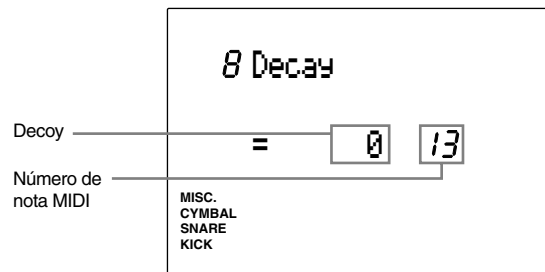 8 Decay
Decoy
= 0 13
Número de
nota MIDI
MISC.
CYMBAL
SNARE
KICK